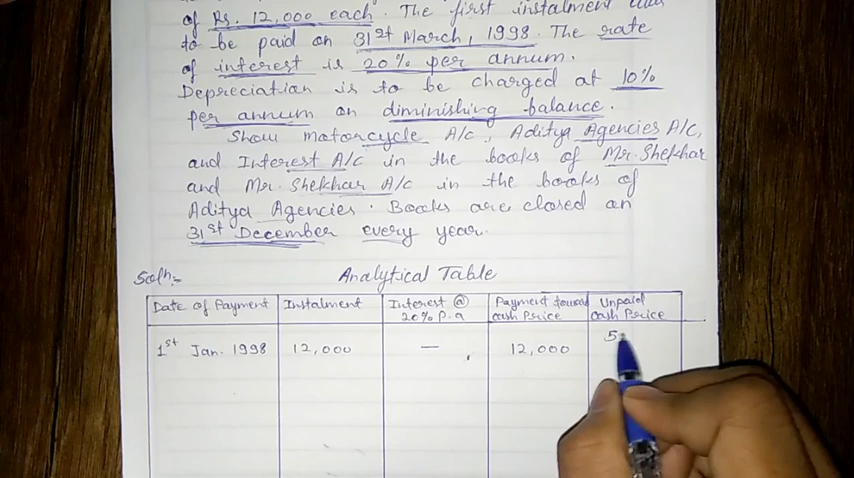 of Rs. 12,000 each. The first instalment was
to be paid on 31st March, 1998. The rate
of interest is 20% per annum.
Depreciation is to be charged at 10%
per annum on diminishing balance.
Show Motorcycle A/c, Aditya Agencies A/C,
and Interest A/C in the books of Mr. Shekhar
and Mr. Shekhar A/c in the books of
Aditya Agencies. Books are closed on
31st December every year.
Soln:-
Analytical Table
Date of Payment Instalment Interest @ 20% p.a Payment toward cash Price Unpaid cash Price
1st Jan. 1998 12,000 — 12,000 5